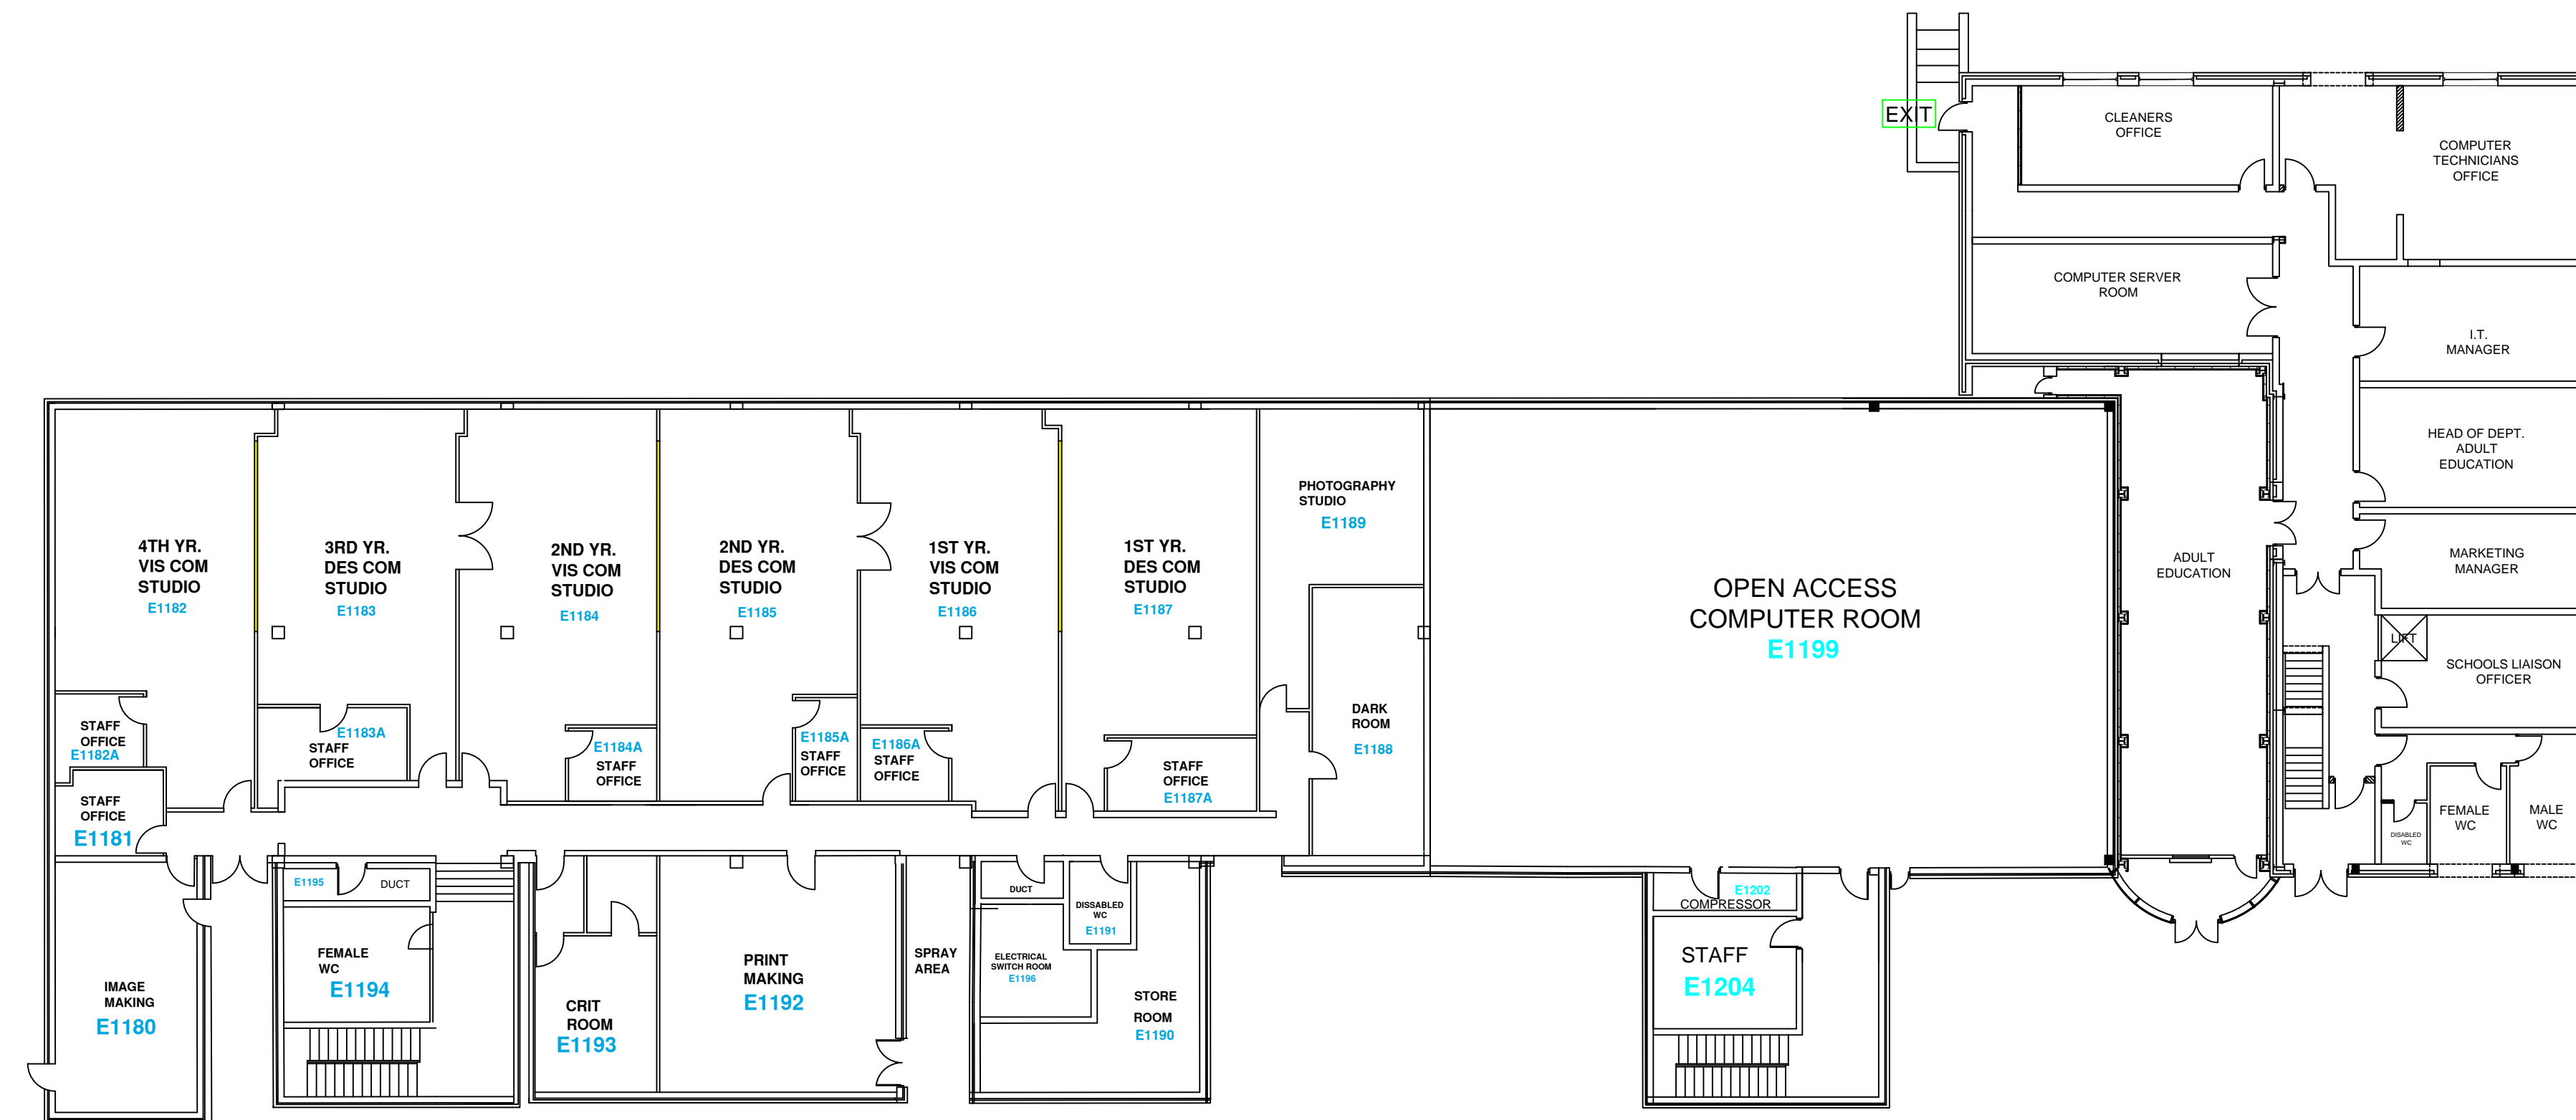 EXIT
CLEANERS
OFFICE
COMPUTER
TECHNICIANS
OFFICE
COMPUTER SERVER
ROOM
I.T.
MANAGER
HEAD OF DEPT.
ADULT
EDUCATION
MARKETING
MANAGER
ADULT
EDUCATION
LIFT
SCHOOLS LIAISON
OFFICER
DISABLED
WC
FEMALE
WC
MALE
WC
4TH YR.
VIS COM
STUDIO
E1182
3RD YR.
DES COM
STUDIO
E1183
2ND YR.
VIS COM
STUDIO
E1184
2ND YR.
DES COM
STUDIO
E1185
1ST YR.
VIS COM
STUDIO
E1186
1ST YR.
DES COM
STUDIO
E1187
PHOTOGRAPHY
STUDIO
E1189
DARK
ROOM
E1188
OPEN ACCESS
COMPUTER ROOM
E1199
STAFF
OFFICE
E1182A
E1183A
STAFF
OFFICE
E1184A
STAFF
OFFICE
E1185A
STAFF
OFFICE
E1186A
STAFF
OFFICE
STAFF
OFFICE
E1187A
STAFF
OFFICE
E1181
IMAGE
MAKING
E1180
E1195
DUCT
FEMALE
WC
E1194
CRIT
ROOM
E1193
PRINT
MAKING
E1192
SPRAY
AREA
DUCT
DISSABLED
WC
E1191
ELECTRICAL
SWITCH ROOM
E1196
STORE
ROOM
E1190
E1202
COMPRESSOR
STAFF
E1204